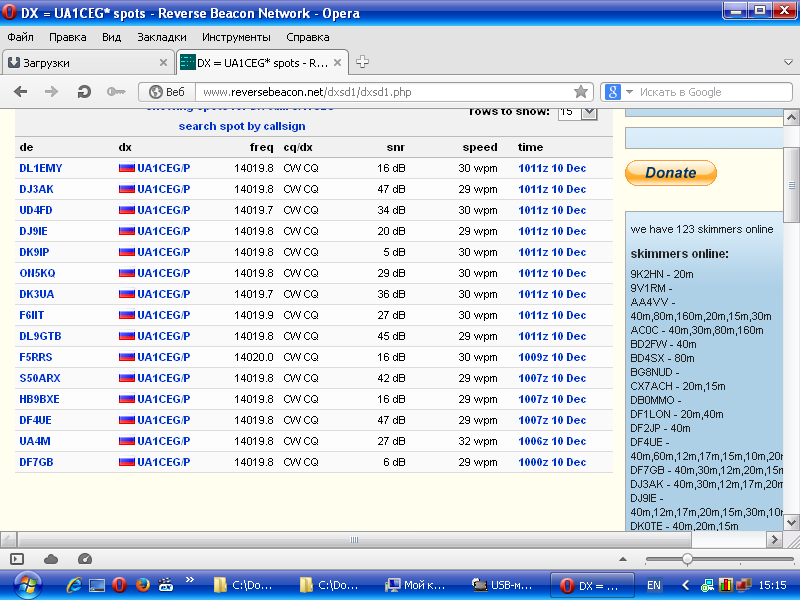 DX = UA1CEG* spots - Reverse Beacon Network - Opera
Файл Правка Вид Закладки Инструменты Справка
Загрузки
DX = UA1CEG* spots - R...
Веб www.reversebeacon.net/dxsd1/dxsd1.php
Искать в Google
rows to show: 15
search spot by callsign
de dx freq cq/dx snr speed time
DL1EMY UA1CEG/P 14019.8 CW CQ 16 dB 30 wpm 1011z 10 Dec
DJ3AK UA1CEG/P 14019.8 CW CQ 47 dB 29 wpm 1011z 10 Dec
UD4FD UA1CEG/P 14019.7 CW CQ 34 dB 30 wpm 1011z 10 Dec
DJ9IE UA1CEG/P 14019.8 CW CQ 20 dB 29 wpm 1011z 10 Dec
DK9IP UA1CEG/P 14019.8 CW CQ 5 dB 30 wpm 1011z 10 Dec
ON5KQ UA1CEG/P 14019.8 CW CQ 29 dB 30 wpm 1011z 10 Dec
DK3UA UA1CEG/P 14019.7 CW CQ 36 dB 30 wpm 1011z 10 Dec
F6IIT UA1CEG/P 14019.9 CW CQ 27 dB 30 wpm 1011z 10 Dec
DL9GTB UA1CEG/P 14019.8 CW CQ 45 dB 29 wpm 1011z 10 Dec
F5RRS UA1CEG/P 14020.0 CW CQ 16 dB 30 wpm 1009z 10 Dec
S50ARX UA1CEG/P 14019.8 CW CQ 42 dB 29 wpm 1007z 10 Dec
HB9BXE UA1CEG/P 14019.8 CW CQ 16 dB 29 wpm 1007z 10 Dec
DF4UE UA1CEG/P 14019.8 CW CQ 47 dB 29 wpm 1007z 10 Dec
UA4M UA1CEG/P 14019.8 CW CQ 27 dB 32 wpm 1006z 10 Dec
DF7GB UA1CEG/P 14019.8 CW CQ 6 dB 29 wpm 1000z 10 Dec
Donate
we have 123 skimmers online
skimmers online:
9K2HN - 20m
9V1RM -
AA4VV -
40m,80m,160m,20m,15m,30m
AC0C - 40m,30m,80m,160m
BD2FW - 40m
BD4SX - 80m
BG8NUD -
CX7ACH - 20m,15m
DB0MMO -
DF1LON - 20m,40m
DF2JP - 40m
DF4UE -
40m,60m,12m,17m,15m,10m,20
DF7GB - 40m,30m,12m,20m,15m
DJ3AK - 40m,30m,12m,17m,20m
DJ9IE -
40m,12m,17m,20m,15m,30m,10
DK0TE - 40m,20m,15m
C:\Do... C:\Do... Мой к... USB-м... DX = ... EN 15:15